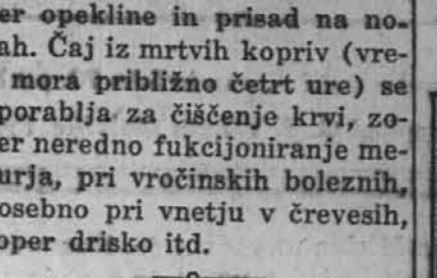 er opekline in prisad na no-
ah. Čaj iz mrtvih kopriv (vre-
mora približno četrt ure) se
porablja za čiščenje krvi, zo-
er neredno fukcijoniranje me-
urja, pri vročinskih boleznih,
osebno pri vnetju v črevesih,
oper drisko itd.